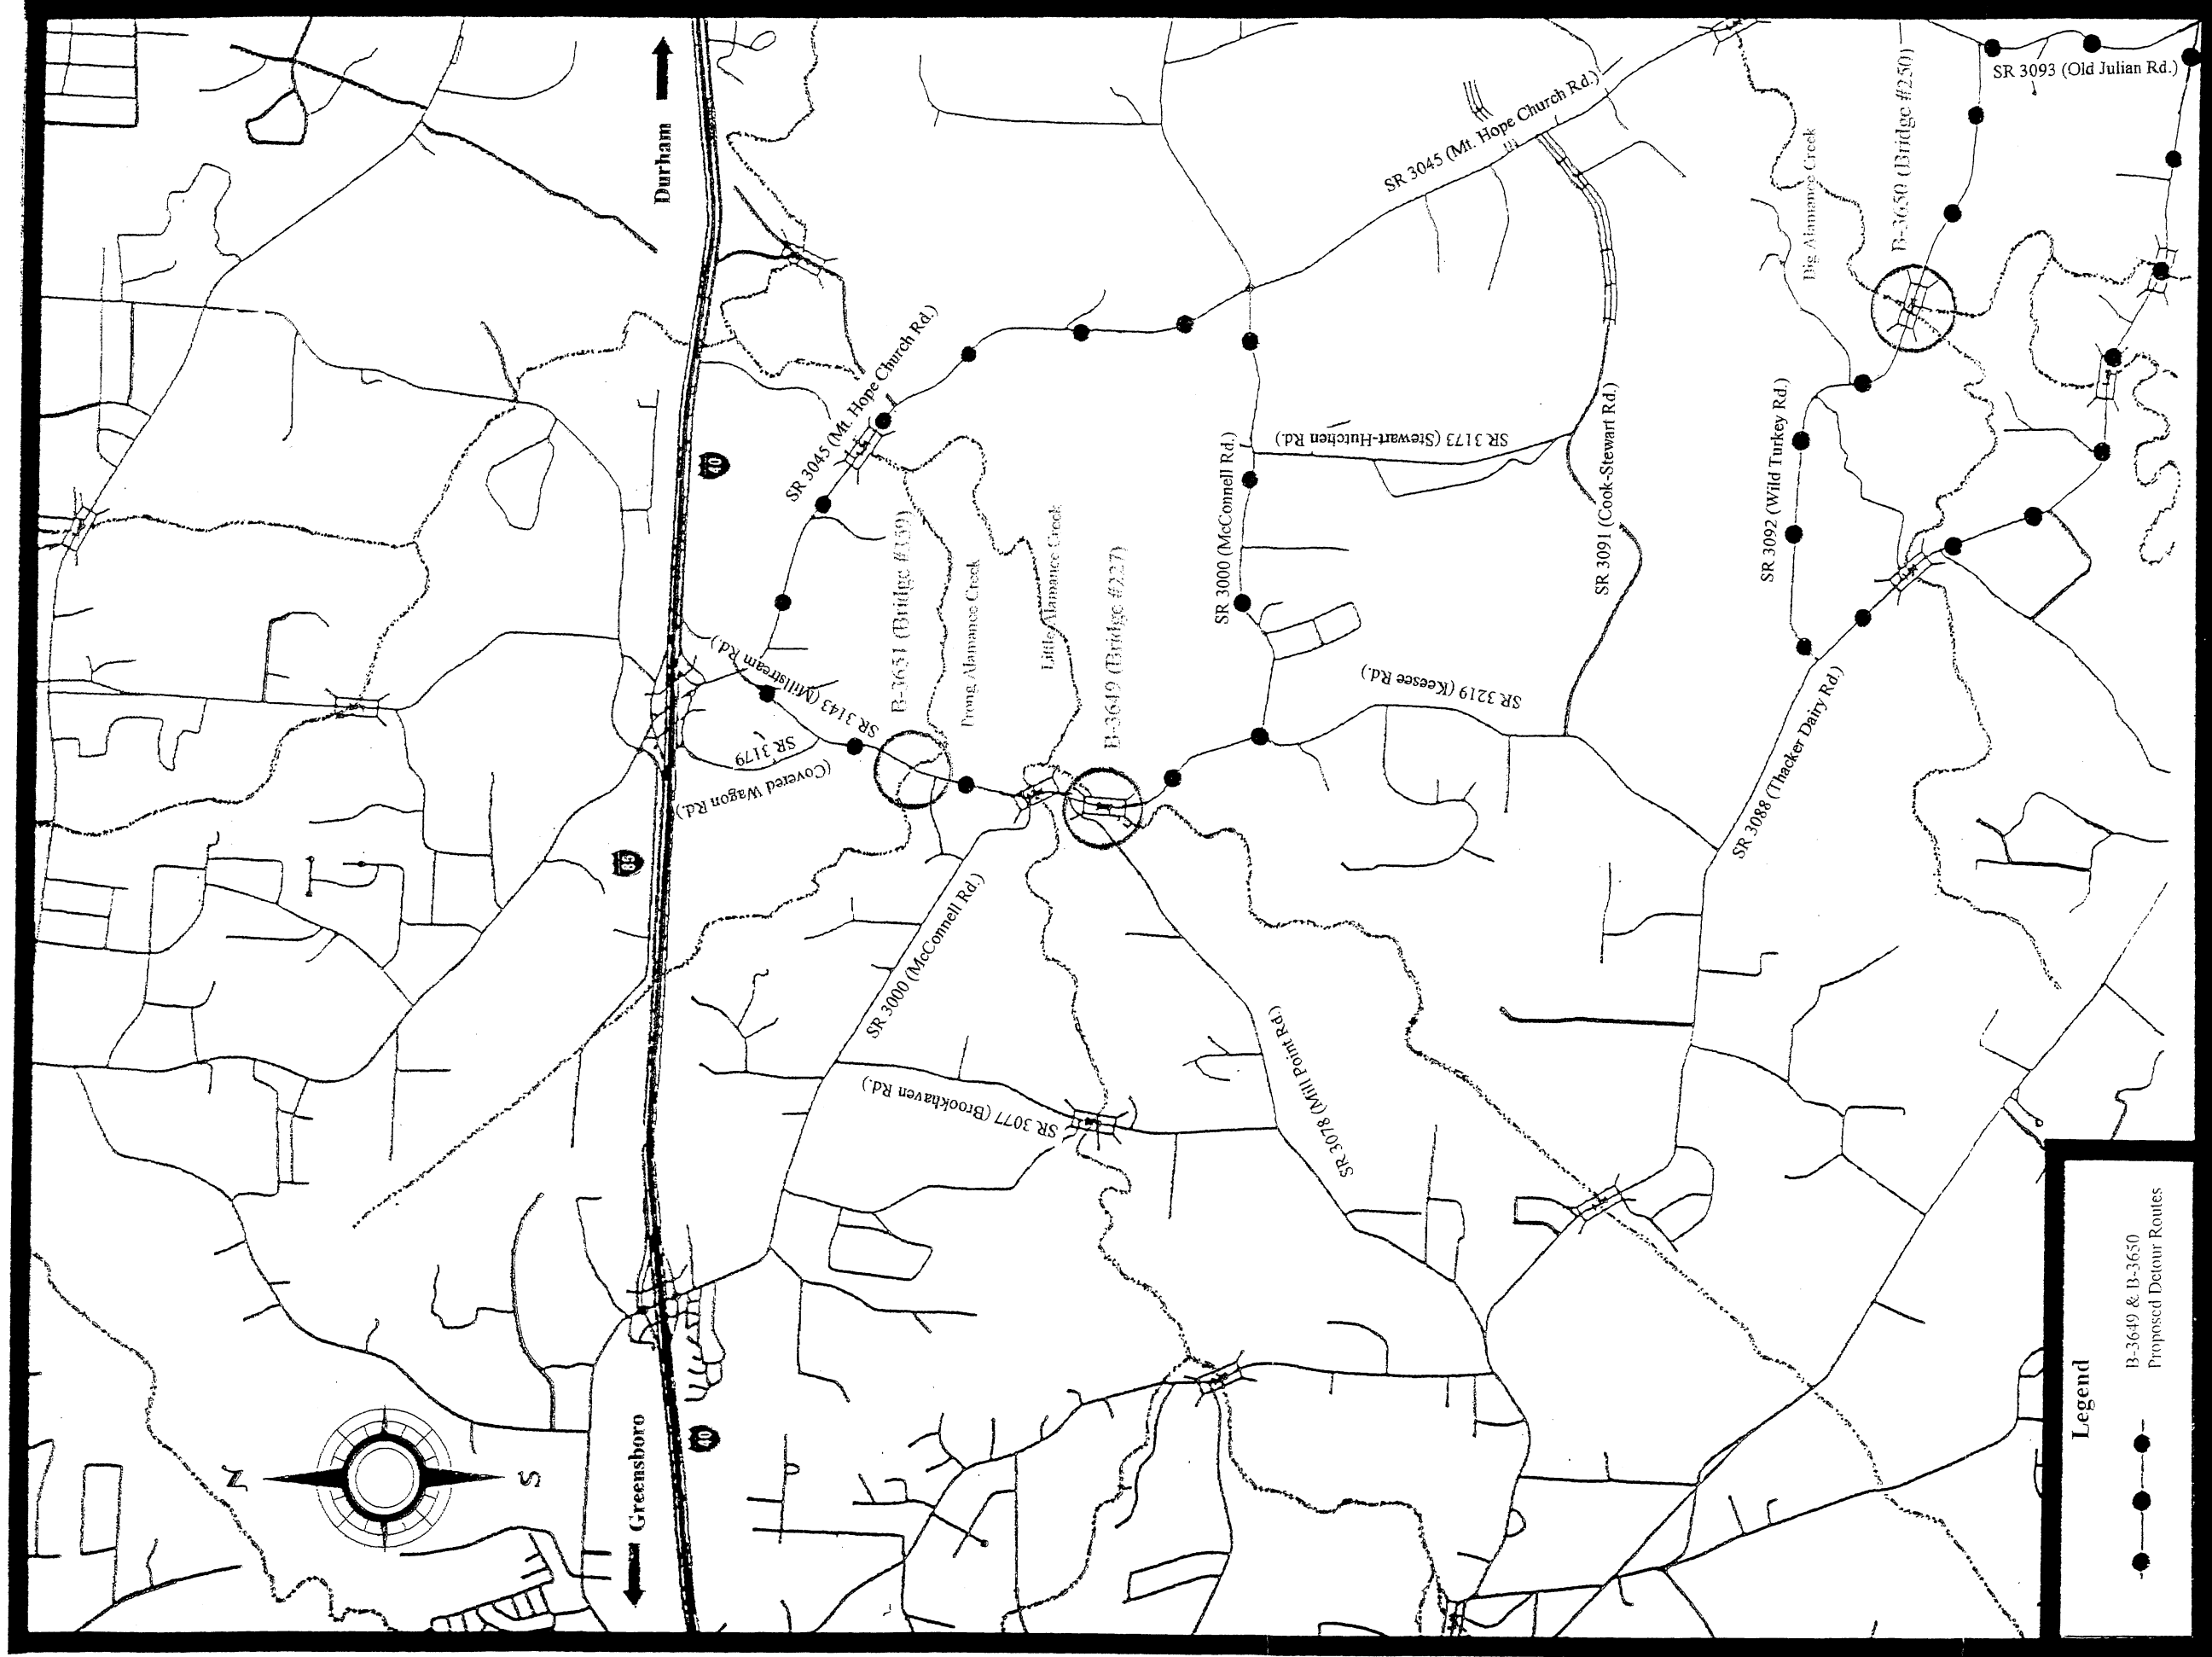 Durham
SR 3093 (Old Julian Rd.)
SR 3045 (Mt. Hope Church Rd.)
B-3650 (Bridge #250)
Big Alamance Creek
SR 3045 (Mt. Hope Church Rd.)
40
SR 3173 (Stewart-Hutchen Rd.)
SR 3000 (McConnell Rd.)
SR 3091 (Cook-Stewart Rd.)
SR 3092 (Wild Turkey Rd.)
B-3651 (Bridge #339)
Prong Alamance Creek
Little Alamance Creek
B-3649 (Bridge #227)
SR 3143 (Millstream Rd.)
SR 3179
(Covered Wagon Rd.)
SR 3219 (Keesee Rd.)
SR 3088 (Thacker Dairy Rd.)
85
SR 3000 (McConnell Rd.)
SR 3077 (Brookhaven Rd.)
SR 3078 (Mill Point Rd.)
N
S
Greensboro
40
Legend
B-3649 & B-3650
Proposed Detour Routes